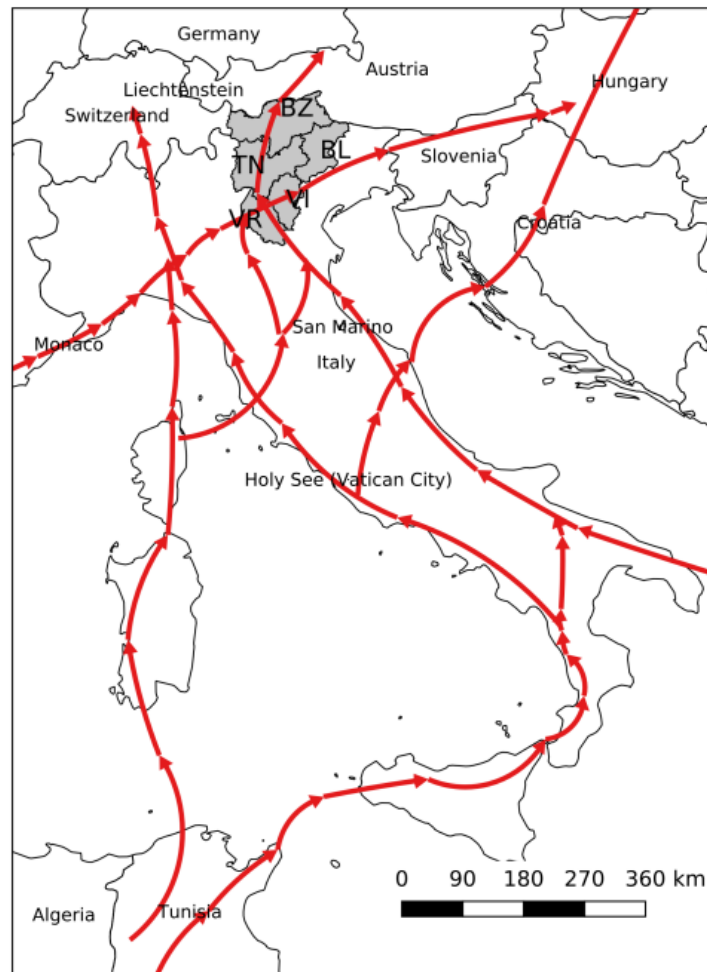 Germany
Austria
Liechtenstein
Hungary
Switzerland
BZ
BL
Slovenia
TN
VI
VR
Croatia
San Marino
Monaco
Italy
Holy See (Vatican City)
0 90 180 270 360 km
Algeria
Tunisia